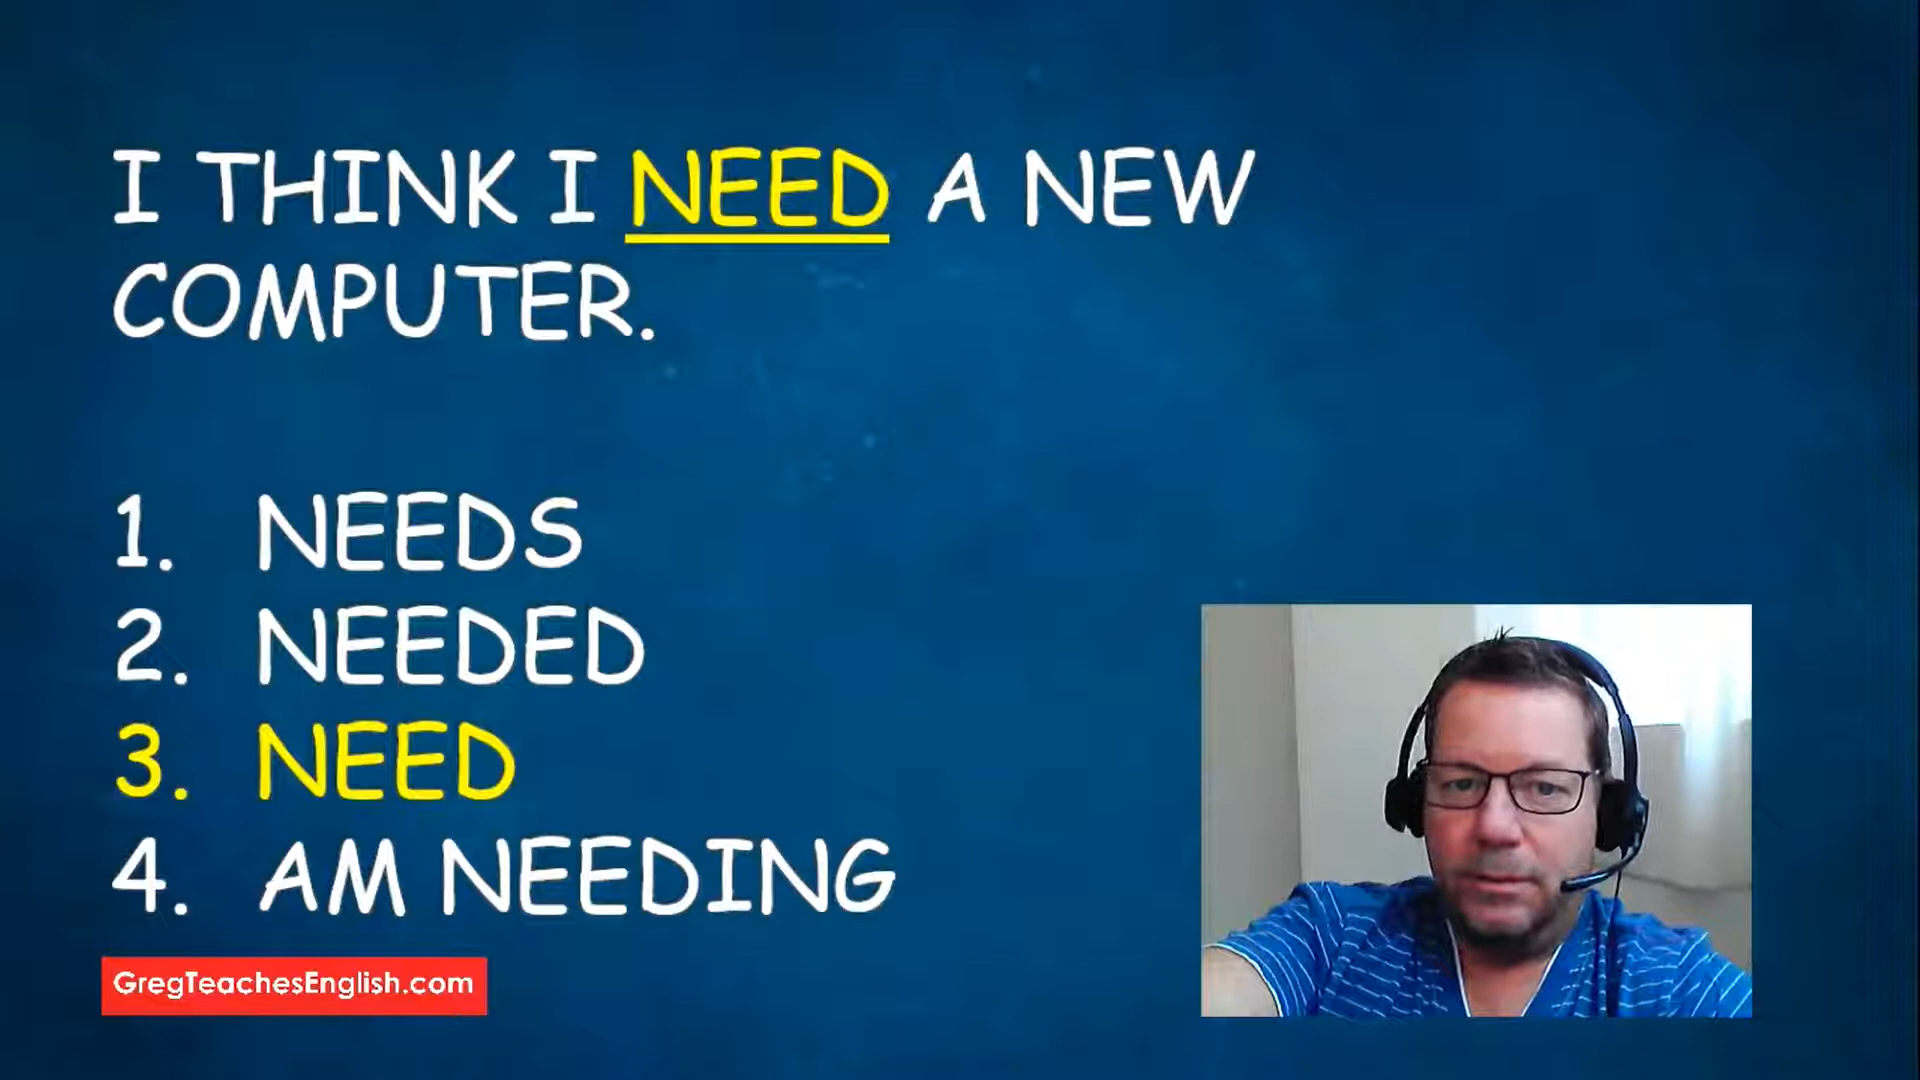 I THINK I NEED A NEW
COMPUTER.
1. NEEDS
2. NEEDED
3. NEED
4. AM NEEDING
GregTeachesEnglish.com